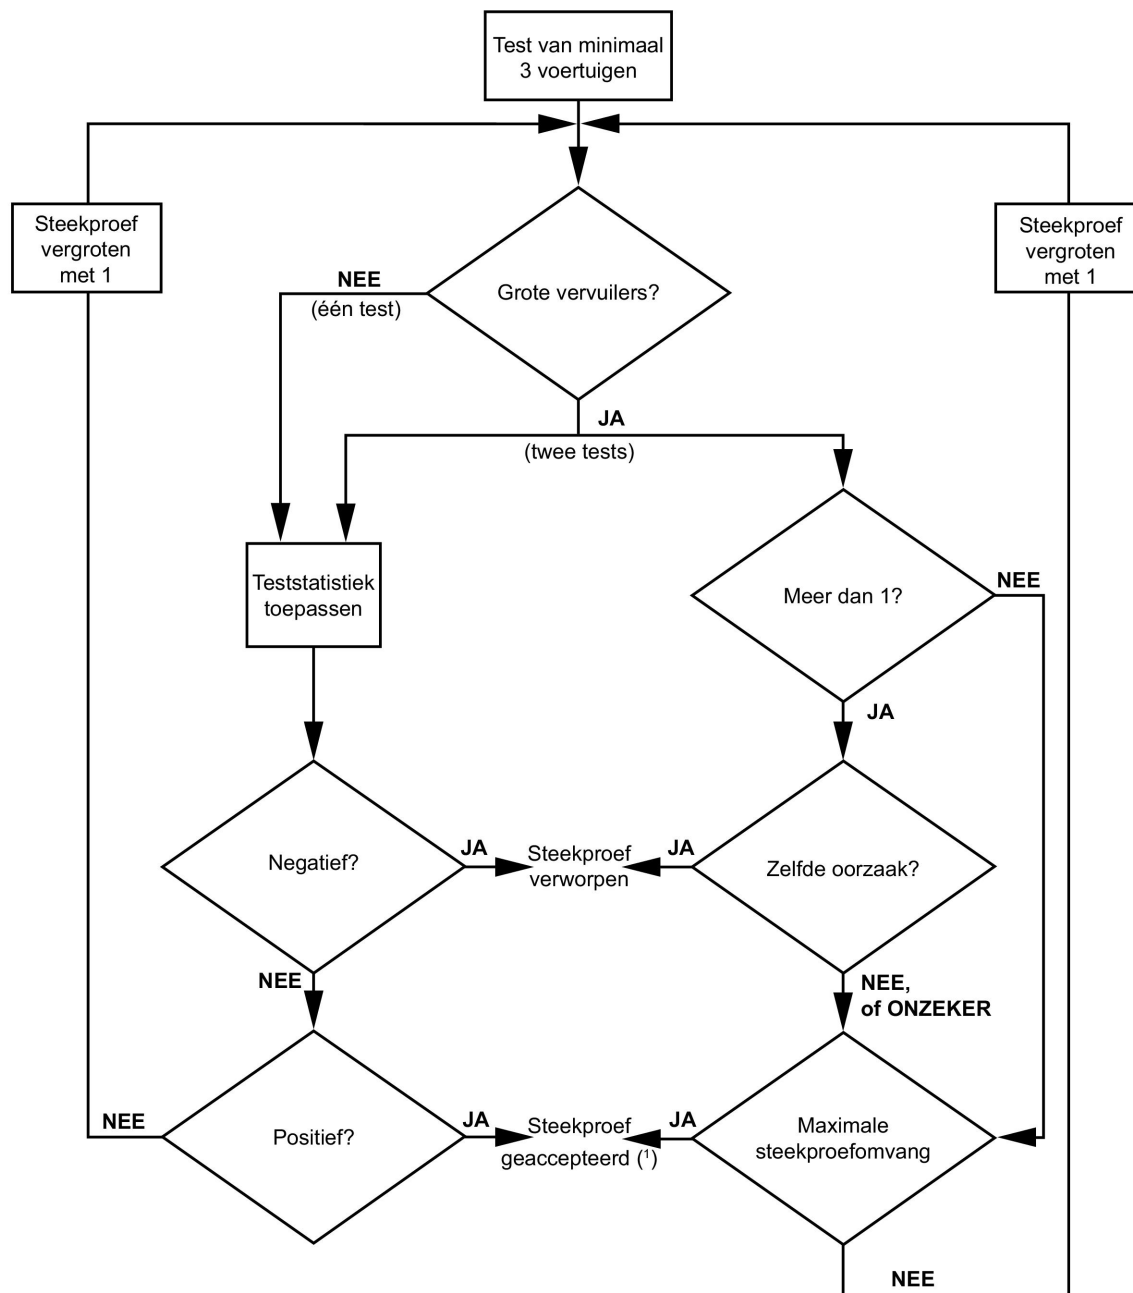 Test van minimaal
3 voertuigen
Steekproef
vergroten
met 1
Steekproef
vergroten
met 1
Grote vervuilers?
NEE
(één test)
JA
(twee tests)
Teststatistiek
toepassen
Meer dan 1?
NEE
JA
Negatief?
JA
Steekproef
verworpen
JA
Zelfde oorzaak?
NEE
NEE,
of ONZEKER
NEE
Positief?
JA
Steekproef
geaccepteerd (¹)
JA
Maximale
steekproefomvang
NEE